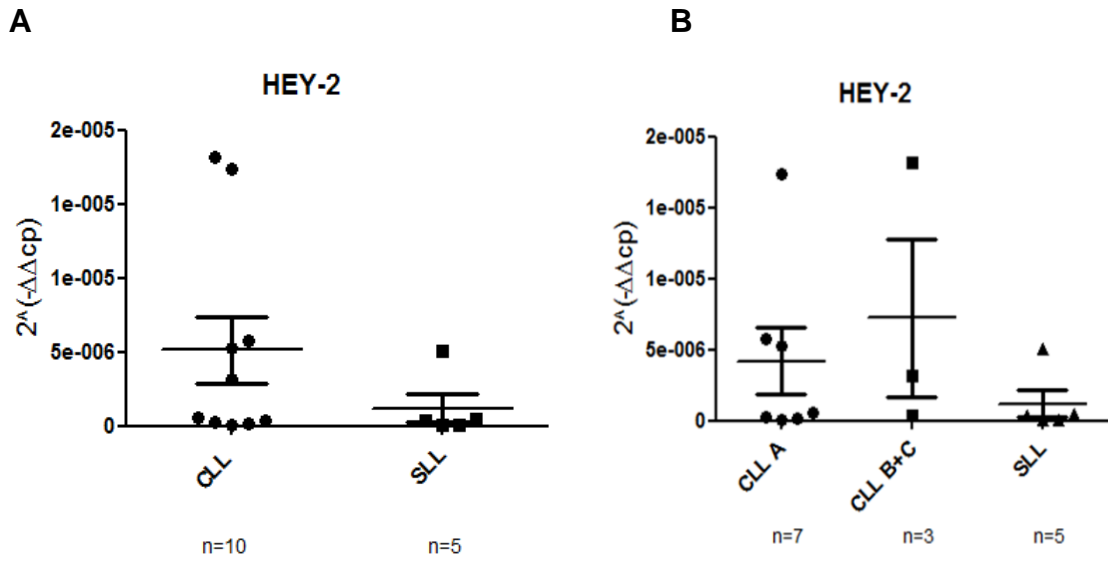 A
HEY-2
2^(-ΔΔcp)
2e-005
1e-005
1e-005
5e-006
0
CLL
SLL
n=10
n=5
B
HEY-2
2^(-ΔΔcp)
2e-005
1e-005
1e-005
5e-006
0
CLL A
CLL B+C
SLL
n=7
n=3
n=5